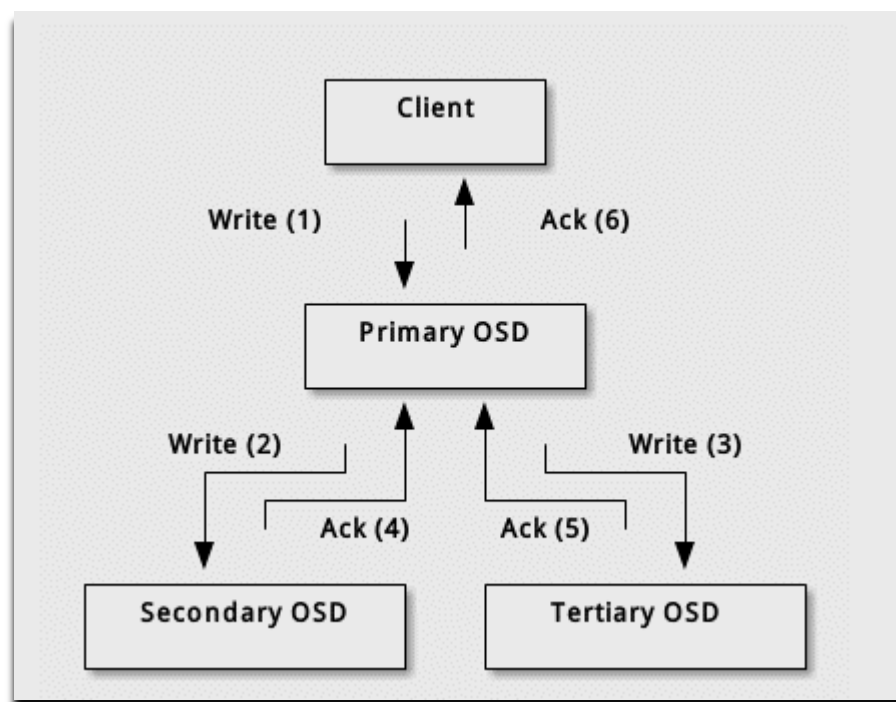 Client
Write (1)
Ack (6)
Primary OSD
Write (2)
Write (3)
Ack (4)
Ack (5)
Secondary OSD
Tertiary OSD